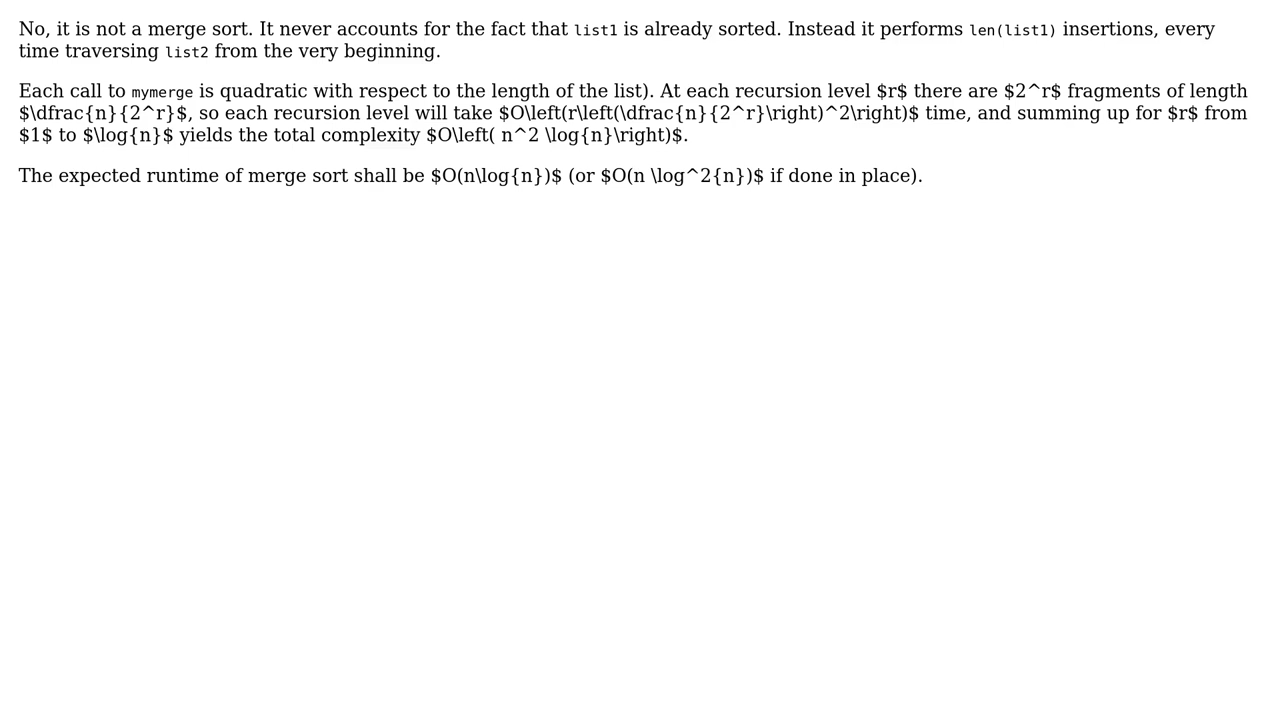 No, it is not a merge sort. It never accounts for the fact that list1 is already sorted. Instead it performs len(list1) insertions, every
time traversing list2 from the very beginning.
Each call to mymerge is quadratic with respect to the length of the list). At each recursion level $r$ there are $2^r$ fragments of length
$\dfrac{n}{2^r}$, so each recursion level will take $O\left(r\left(\dfrac{n}{2^r}\right)^2\right)$ time, and summing up for $r$ from
$1$ to $\log{n}$ yields the total complexity $O\left( n^2 \log{n}\right)$.
The expected runtime of merge sort shall be $O(n\log{n})$ (or $O(n \log^2{n})$ if done in place).